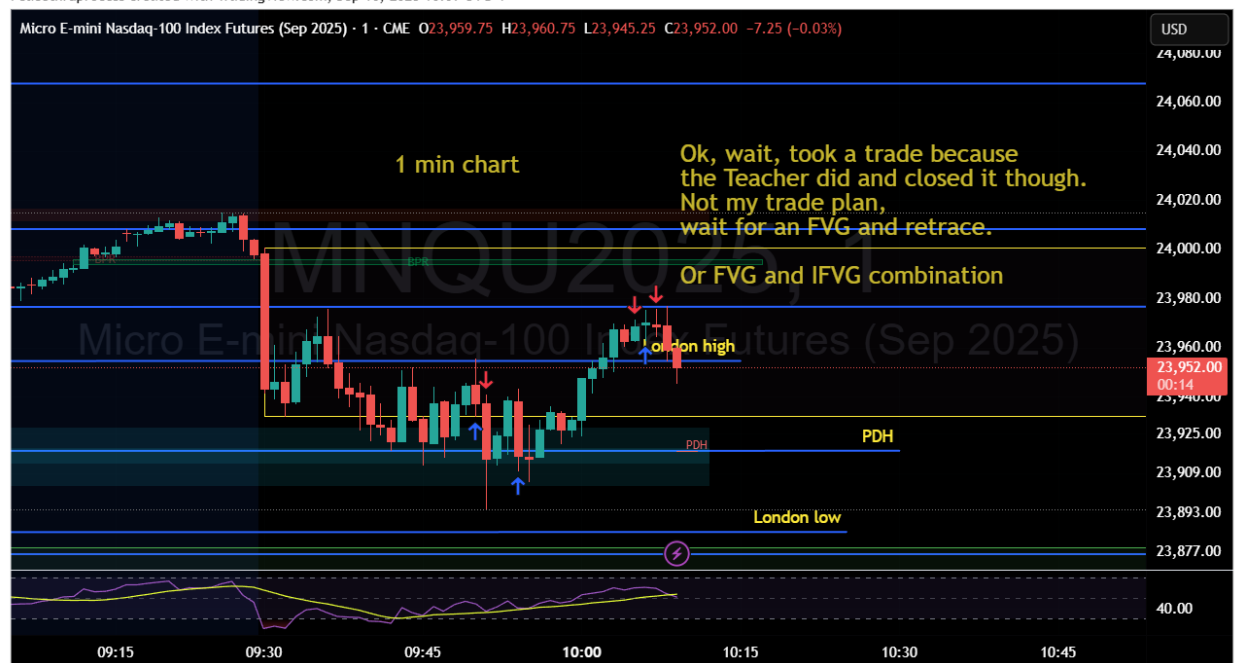 Micro E-mini Nasdaq-100 Index Futures (Sep 2025) · 1 · CME O23,959.75 H23,960.75 L23,945.25 C23,952.00 −7.25 (−0.03%)
USD
24,080.00
24,060.00
1 min chart
Ok, wait, took a trade because
the Teacher did and closed it though.
Not my trade plan,
wait for an FVG and retrace.
24,040.00
24,020.00
24,000.00
MNQU2025, 1
BPR
BPR
Or FVG and IFVG combination
23,980.00
Micro E-mini Nasdaq-100 Index Futures (Sep 2025)
London high
23,960.00
23,952.00
00:14
23,940.00
PDH
PDH
23,925.00
23,909.00
London low
23,893.00
23,877.00
40.00
09:15 09:30 09:45 10:00 10:15 10:30 10:45